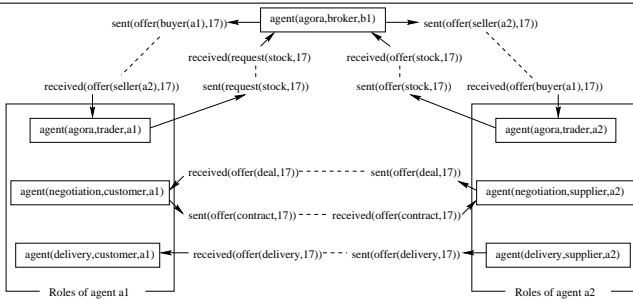 sent(offer(buyer(a1),17) agent(agora,broker,b1) sent(offer(seller(a2),17)
received(request(stock,17) received(offer(stock,17)
received(offer(seller(a2),17) sent(request(stock,17)) sent(offer(stock,17) received(offer(buyer(a1),17))
agent(agora,trader,a1) agent(agora,trader,a2)
received(offer(deal,17) sent(offer(deal,17)
agent(negotiation,customer,a1) agent(negotiation,supplier,a2)
sent(offer(contract,17)) received(offer(contract,17))
agent(delivery,customer,a1) received(offer(delivery,17)) sent(offer(delivery,17)) agent(delivery,supplier,a2)
Roles of agent a1 Roles of agent a2